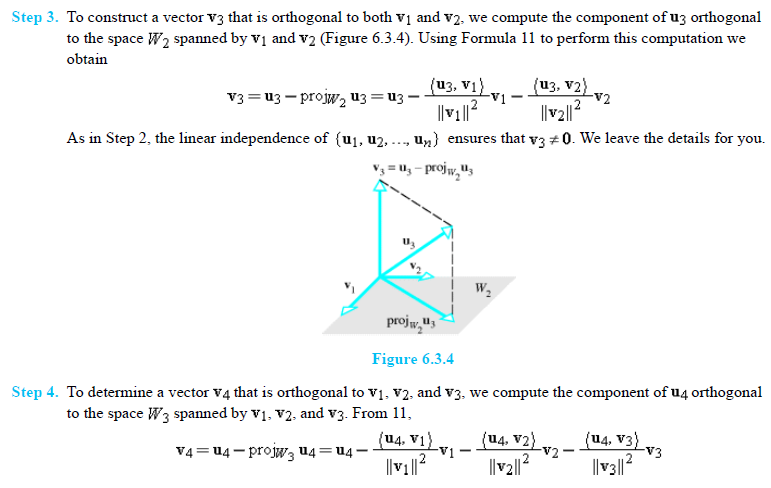 Step 3. To construct a vector v₃ that is orthogonal to both v₁ and v₂, we compute the component of u₃ orthogonal
to the space W₂ spanned by v₁ and v₂ (Figure 6.3.4). Using Formula 11 to perform this computation we
obtain
v₃ = u₃ − proj_W₂ u₃ = u₃ − ⟨u₃, v₁⟩/‖v₁‖² v₁ − ⟨u₃, v₂⟩/‖v₂‖² v₂
As in Step 2, the linear independence of {u₁, u₂, ..., uₙ} ensures that v₃ ≠ 0. We leave the details for you.
v₃ = u₃ − proj_W₂ u₃
u₃
v₂
v₁
W₂
proj_W₂ u₃
Figure 6.3.4
Step 4. To determine a vector v₄ that is orthogonal to v₁, v₂, and v₃, we compute the component of u₄ orthogonal
to the space W₃ spanned by v₁, v₂, and v₃. From 11,
v₄ = u₄ − proj_W₃ u₄ = u₄ − ⟨u₄, v₁⟩/‖v₁‖² v₁ − ⟨u₄, v₂⟩/‖v₂‖² v₂ − ⟨u₄, v₃⟩/‖v₃‖² v₃